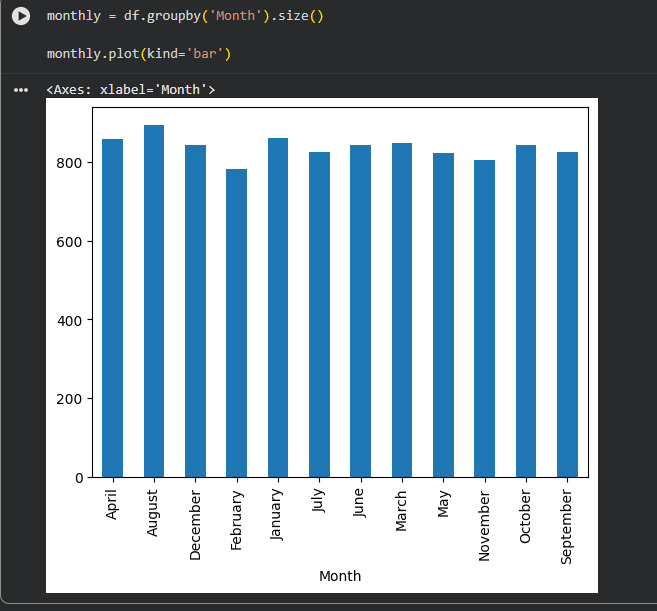 monthly = df.groupby('Month').size()
monthly.plot(kind='bar')
<Axes: xlabel='Month'>
800
600
400
200
0
April
August
December
February
January
July
June
March
May
November
October
September
Month